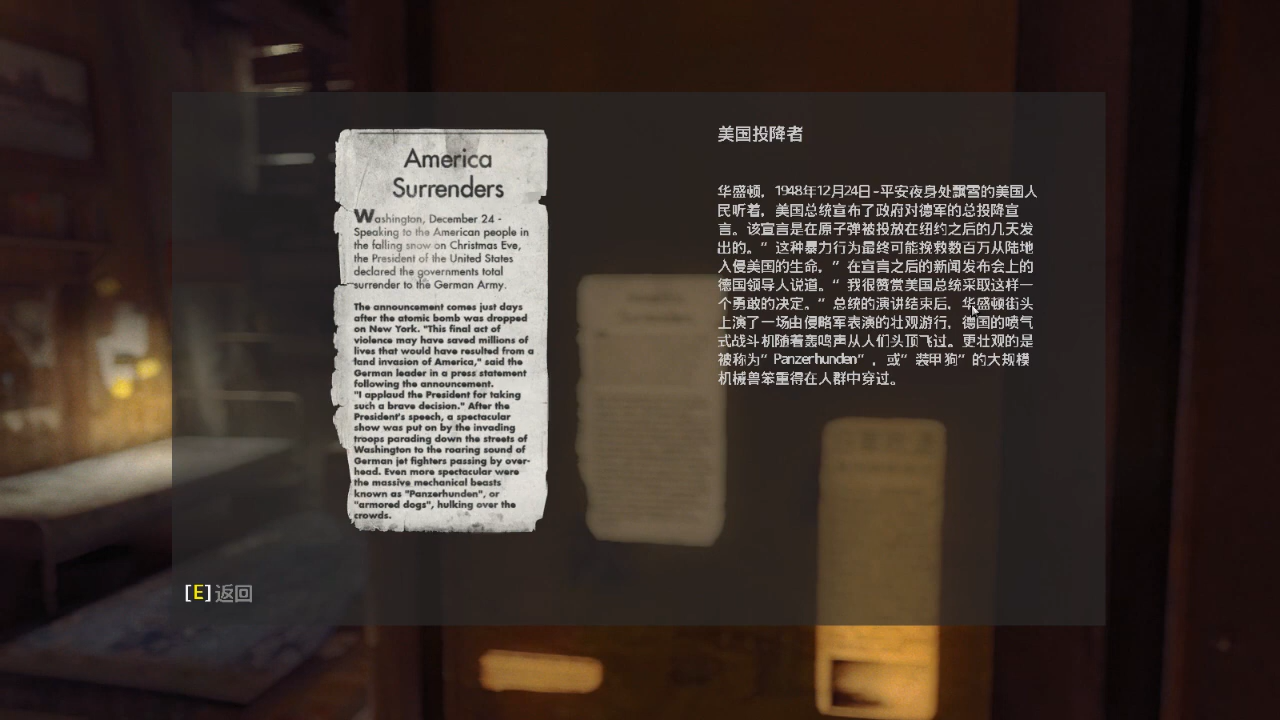 America
Surrenders
Washington, December 24 -
Speaking to the American people in
the falling snow on Christmas Eve,
the President of the United States
declared the governments total
surrender to the German Army.
The announcement comes just days
after the atomic bomb was dropped
on New York. "This final act of
violence may have saved millions of
lives that would have resulted from a
land invasion of America," said the
German leader in a press statement
following the announcement.
"I applaud the President for taking
such a brave decision." After the
President's speech, a spectacular
show was put on by the invading
troops parading down the streets of
Washington to the roaring sound of
German jet fighters passing by over-
head. Even more spectacular were
the massive mechanical beasts
known as "Panzerhunden", or
"armored dogs", hulking over the
crowds.
美国投降者
华盛顿，1948年12月24日-平安夜身处飘雪的美国人
民听着，美国总统宣布了政府对德军的总投降宣
言。该宣言是在原子弹被投放在纽约之后的几天发
出的。“ 这种暴力行为最终可能挽救数百万从陆地
入侵美国的生命，” 在宣言之后的新闻发布会上的
德国领导人说道。“ 我很赞赏美国总统采取这样一
个勇敢的决定。“ 总统的演讲结束后，华盛顿街头
上演了一场由侵略军表演的壮观游行，德国的喷气
式战斗机随着轰鸣声从人们头顶飞过。更壮观的是
被称为” Panzerhunden” ，或” 装甲狗” 的大规模
机械兽笨重得在人群中穿过。
[E]返回